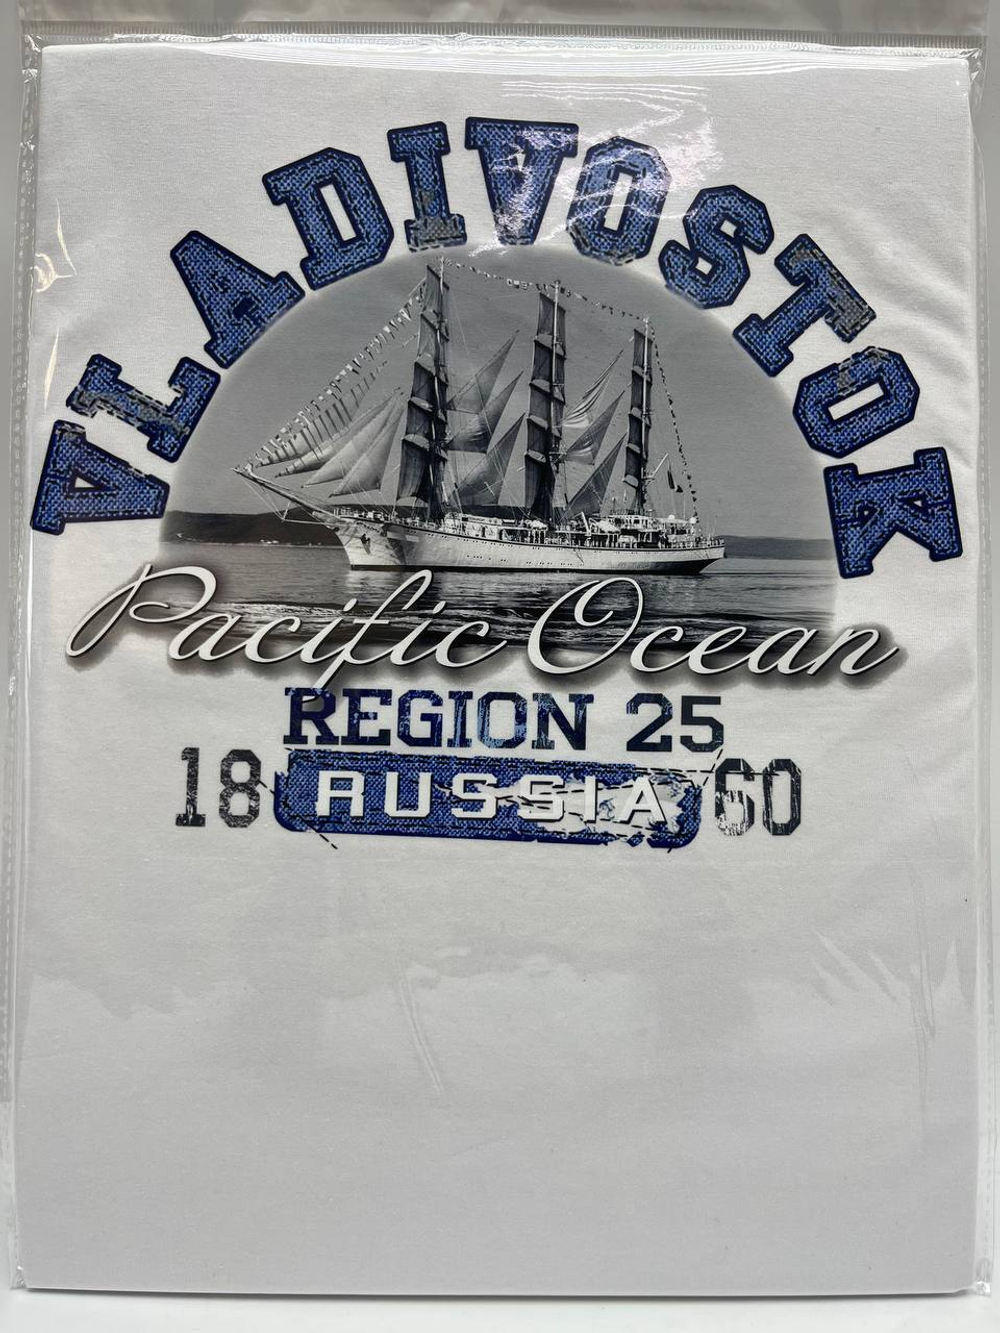 VLADIVOSTOK
Pacific Ocean
REGION 25
18 RUSSIA 60